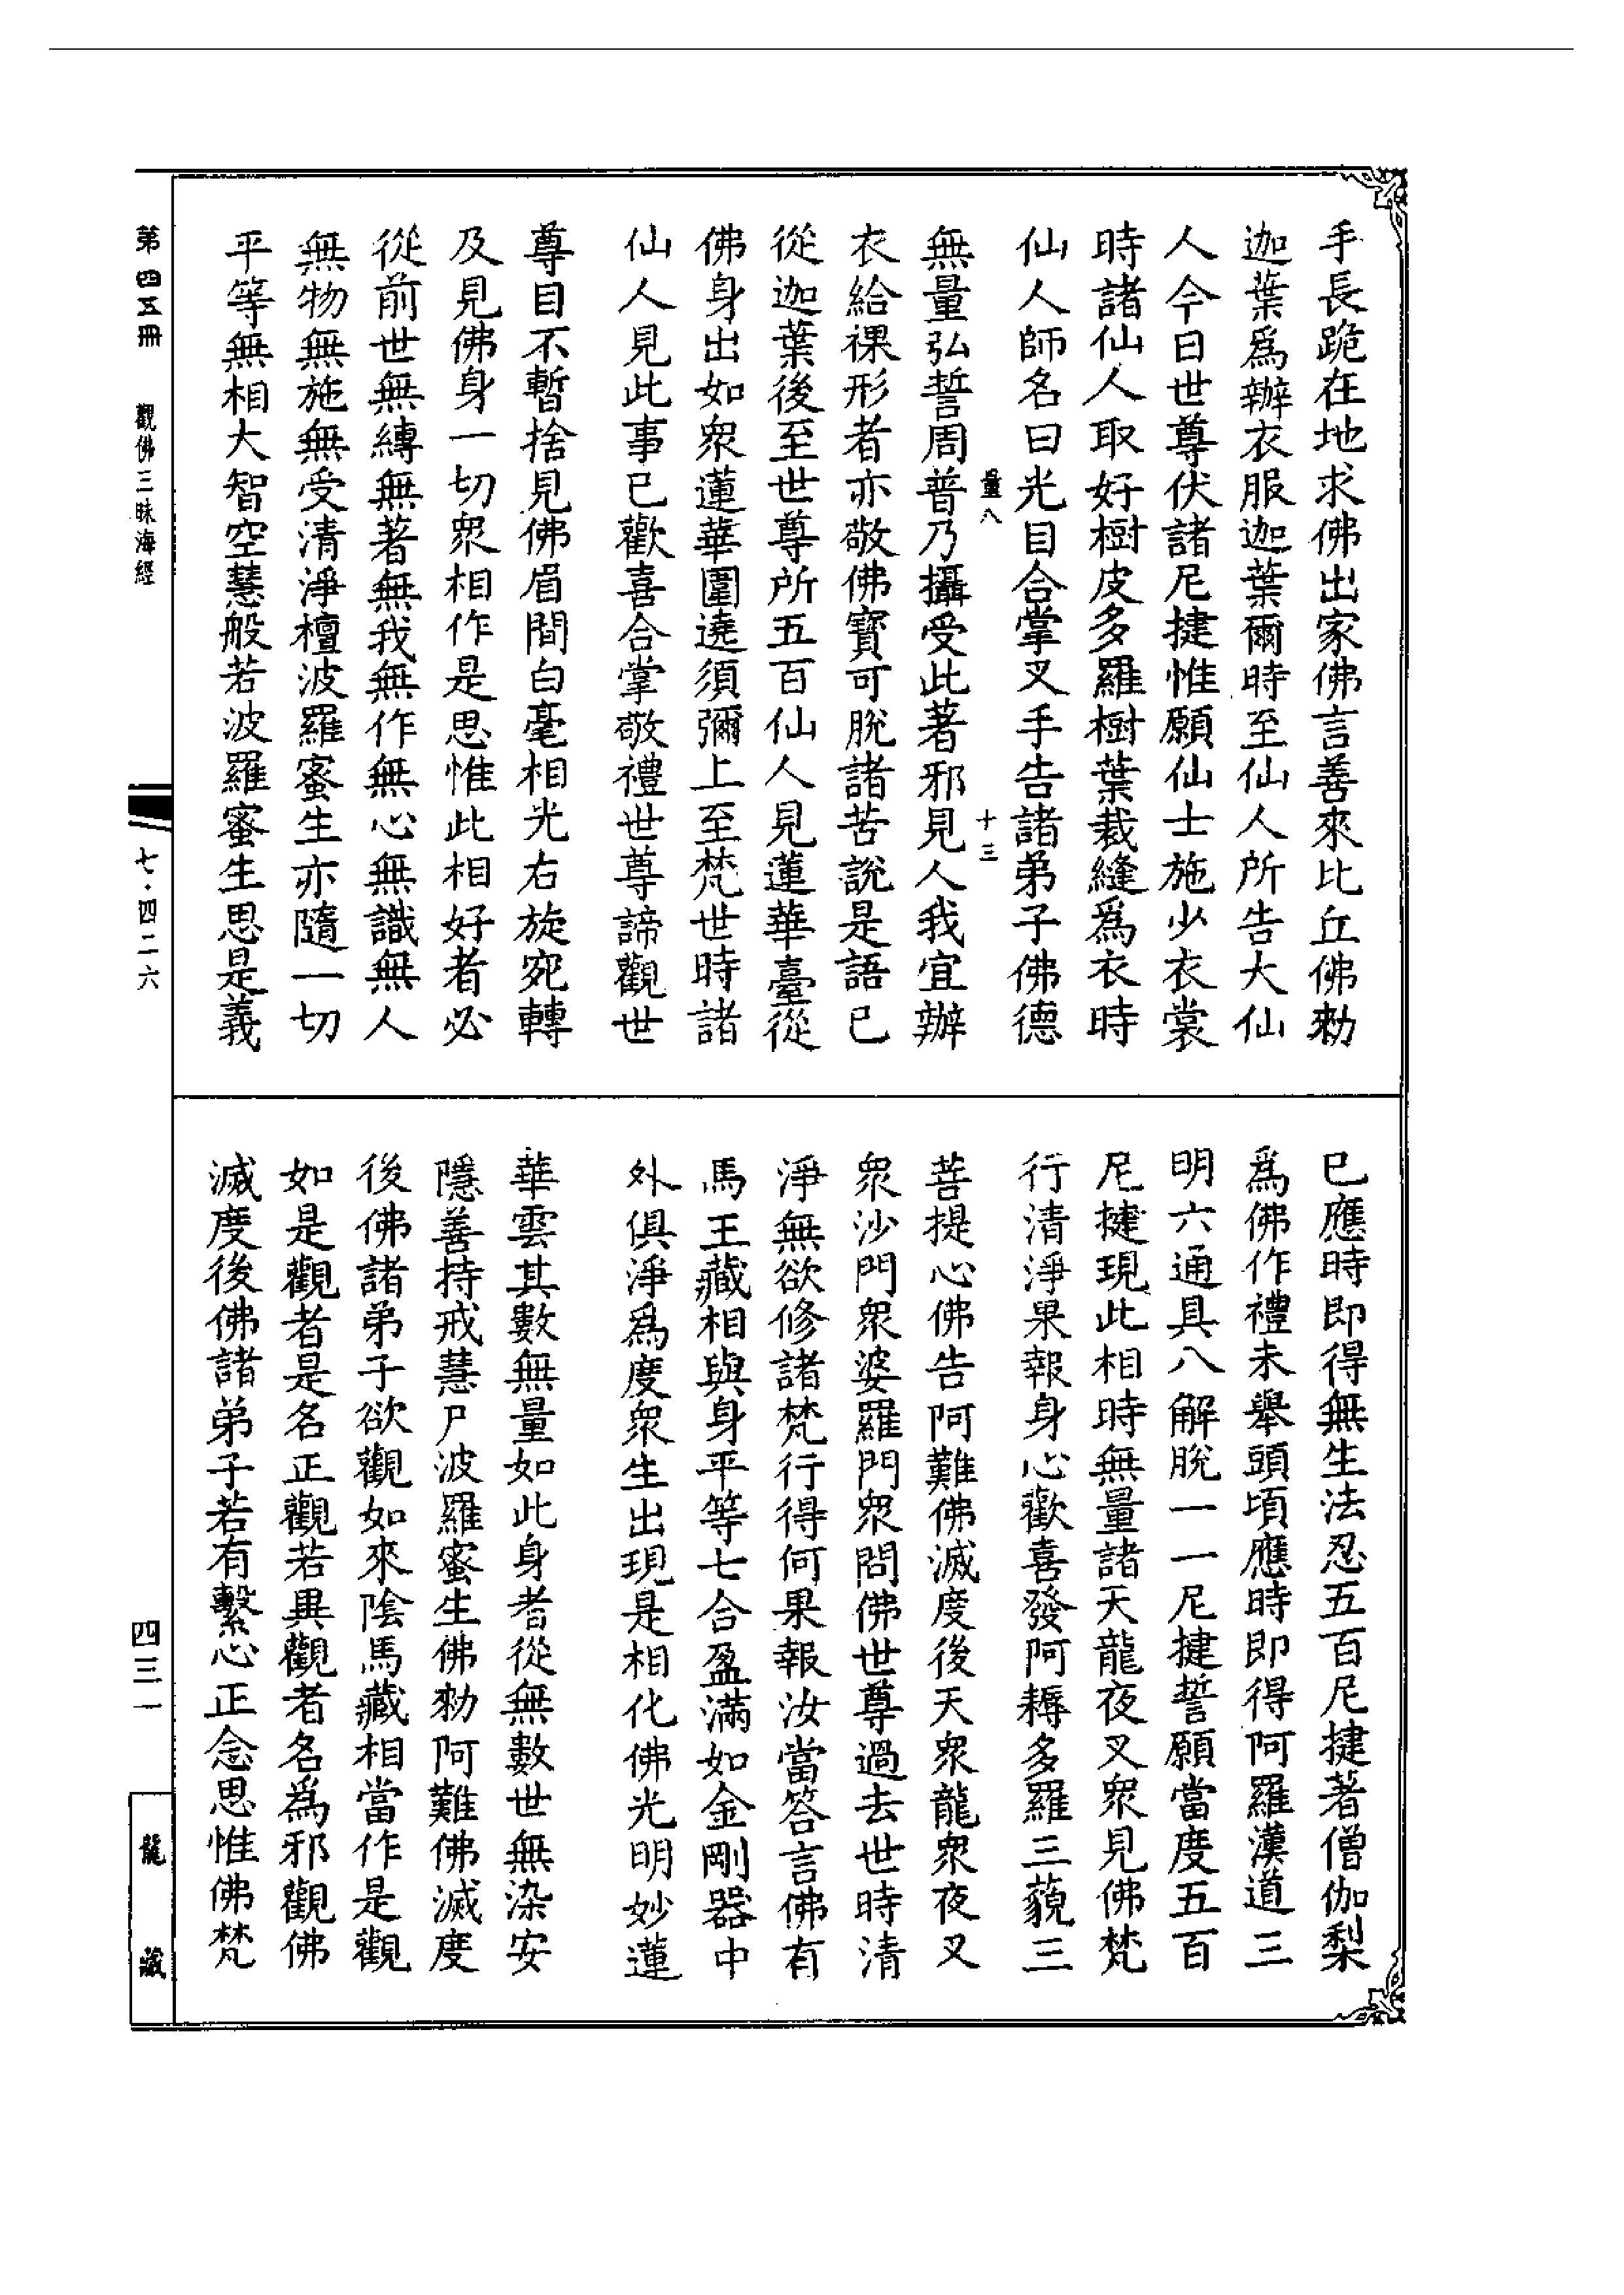 手長跪在地求佛出家佛言善來比丘佛勑
迦葉爲辦衣服迦葉爾時至仙人所告大仙
人今日世尊伏諸尼揵惟願仙士施少衣裳
時諸仙人取好樹皮多羅樹葉裁縫爲衣時
仙人師名曰光目合掌叉手告諸弟子佛德
量八 十三
無量弘誓周普乃攝受此著邪見人我宜辦
衣給裸形者亦敬佛寶可脫諸苦說是語已
從迦葉後至世尊所五百仙人見蓮華臺從
佛身出如衆蓮華圍遶須彌上至梵世時諸
仙人見此事已歡喜合掌敬禮世尊諦觀世
尊目不暫捨見佛眉間白毫相光右旋宛轉
及見佛身一切衆相作是思惟此相好者必
從前世無縛無著無我無作無心無識無人
無物無施無受清淨檀波羅蜜生亦隨一切
平等無相大智空慧般若波羅蜜生思是義
已應時即得無生法忍五百尼揵著僧伽梨
爲佛作禮未舉頭頃應時即得阿羅漢道三
明六通具八解脫一一尼揵誓願當度五百
尼揵現此相時無量諸天龍夜叉衆見佛梵
行清淨果報身心歡喜發阿耨多羅三藐三
菩提心佛告阿難佛滅度後天衆龍衆夜叉
衆沙門衆婆羅門衆問佛世尊過去世時清
淨無欲修諸梵行得何果報汝當答言佛有
馬王藏相與身平等七合盈滿如金剛器中
外俱淨爲度衆生出現是相化佛光明妙蓮
華雲其數無量如此身者從無數世無染安
隱善持戒慧尸波羅蜜生佛勑阿難佛滅度
後佛諸弟子欲觀如來陰馬藏相當作是觀
如是觀者是名正觀若異觀者名爲邪觀佛
滅度後佛諸弟子若有繫心正念思惟佛梵
第四五冊 觀佛三昧海經
七·四二六
四三一
龍藏